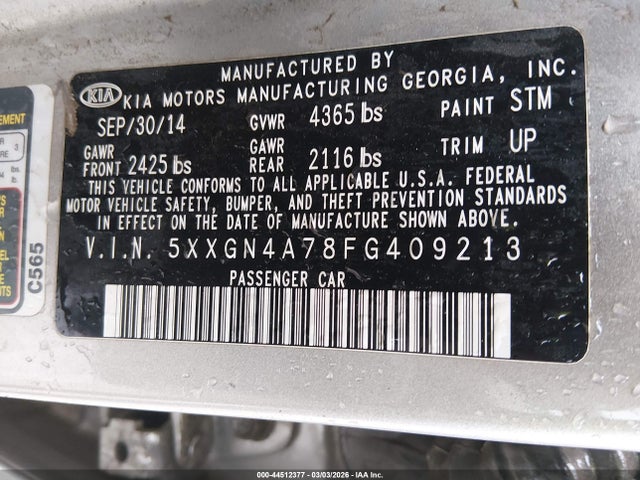 MANUFACTURED BY
KIA KIA MOTORS MANUFACTURING GEORGIA, INC.
SEP/30/14 GVWR 4365 lbs PAINT STM
GAWR FRONT 2425 lbs GAWR REAR 2116 lbs TRIM UP
THIS VEHICLE CONFORMS TO ALL APPLICABLE U.S.A. FEDERAL
MOTOR VEHICLE SAFETY, BUMPER, AND THEFT PREVENTION STANDARDS
IN EFFECT ON THE DATE OF MANUFACTURE SHOWN ABOVE.
V.I.N. 5XXGN4A78FG409213
PASSENGER CAR
C565
000-44512377 - 03/03/2026 - IAA Inc.